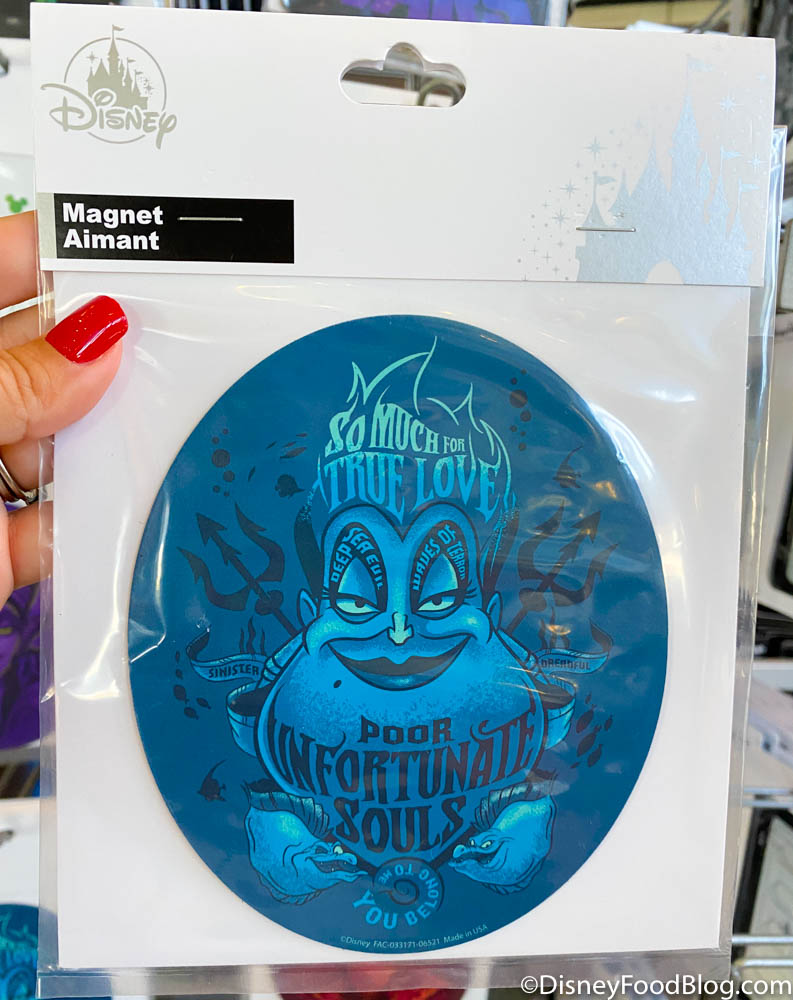 Disney
Magnet
Aimant
SO MUCH FOR
TRUE LOVE
DEEP SEA EVIL
WAVES OF TERROR
SINISTER
DREADFUL
POOR
UNFORTUNATE
SOULS
YOU BELONG TO ME
©Disney FAC-033171-06521 Made in USA
©DisneyFoodBlog.com